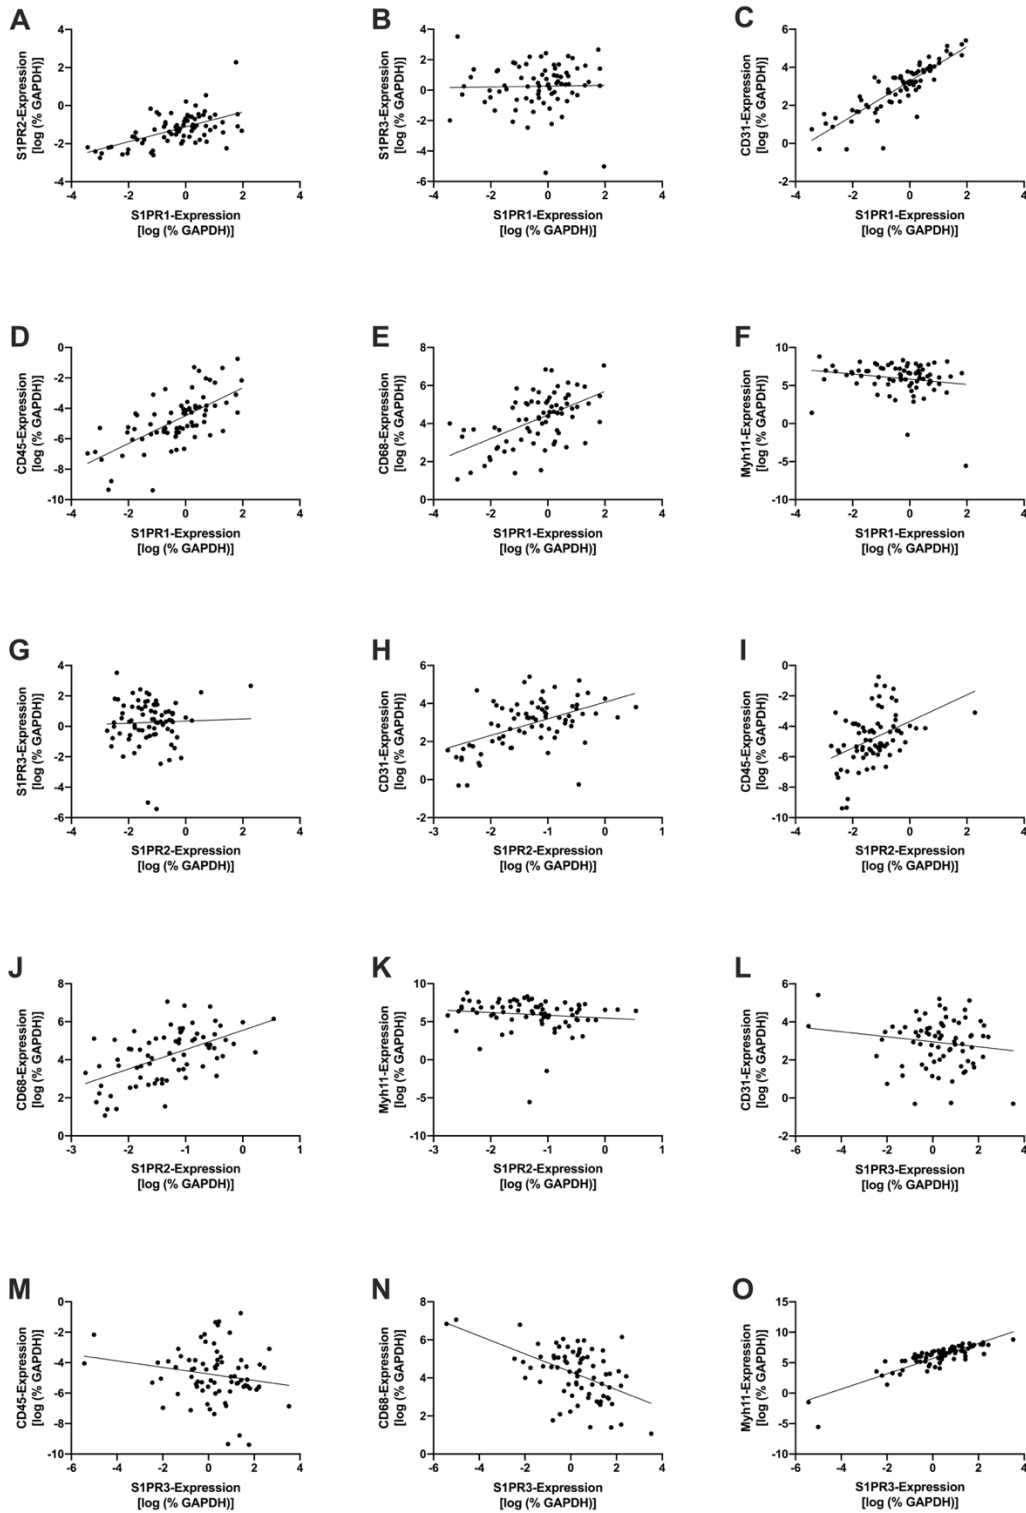 A
S1PR2-Expression
[log (% GAPDH)]
4
2
0
-2
-4
-4
-2
0
2
4
S1PR1-Expression
[log (% GAPDH)]
B
S1PR3-Expression
[log (% GAPDH)]
4
2
0
-2
-4
-6
-4
-2
0
2
4
S1PR1-Expression
[log (% GAPDH)]
C
CD31-Expression
[log (% GAPDH)]
6
4
2
0
-2
-4
-2
0
2
4
S1PR1-Expression
[log (% GAPDH)]
D
CD45-Expression
[log (% GAPDH)]
0
-2
-4
-6
-8
-10
-4
-2
0
2
4
S1PR1-Expression
[log (% GAPDH)]
E
CD68-Expression
[log (% GAPDH)]
8
6
4
2
0
-4
-2
0
2
4
S1PR1-Expression
[log (% GAPDH)]
F
Myh11-Expression
[log (% GAPDH)]
10
5
0
-5
-10
-4
-2
0
2
4
S1PR1-Expression
[log (% GAPDH)]
G
S1PR3-Expression
[log (% GAPDH)]
4
2
0
-2
-4
-6
-4
-2
0
2
4
S1PR2-Expression
[log (% GAPDH)]
H
CD31-Expression
[log (% GAPDH)]
6
4
2
0
-2
-3
-2
-1
0
1
S1PR2-Expression
[log (% GAPDH)]
I
CD45-Expression
[log (% GAPDH)]
0
-2
-4
-6
-8
-10
-4
-2
0
2
4
S1PR2-Expression
[log (% GAPDH)]
J
CD68-Expression
[log (% GAPDH)]
8
6
4
2
0
-3
-2
-1
0
1
S1PR2-Expression
[log (% GAPDH)]
K
Myh11-Expression
[log (% GAPDH)]
10
5
0
-5
-10
-3
-2
-1
0
1
S1PR2-Expression
[log (% GAPDH)]
L
CD31-Expression
[log (% GAPDH)]
6
4
2
0
-2
-6
-4
-2
0
2
4
S1PR3-Expression
[log (% GAPDH)]
M
CD45-Expression
[log (% GAPDH)]
0
-2
-4
-6
-8
-10
-6
-4
-2
0
2
4
S1PR3-Expression
[log (% GAPDH)]
N
CD68-Expression
[log (% GAPDH)]
8
6
4
2
0
-6
-4
-2
0
2
4
S1PR3-Expression
[log (% GAPDH)]
O
Myh11-Expression
[log (% GAPDH)]
15
10
5
0
-5
-10
-6
-4
-2
0
2
4
S1PR3-Expression
[log (% GAPDH)]